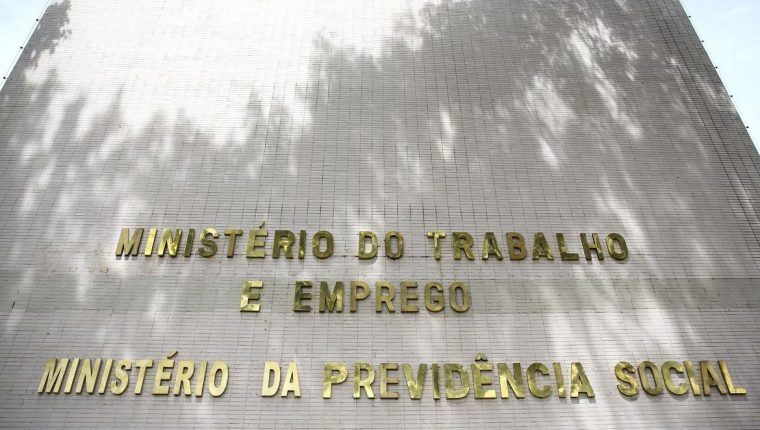 MINISTÉRIO DO TRABALHO
E EMPREGO
MINISTÉRIO DA PREVIDÊNCIA SOCIAL